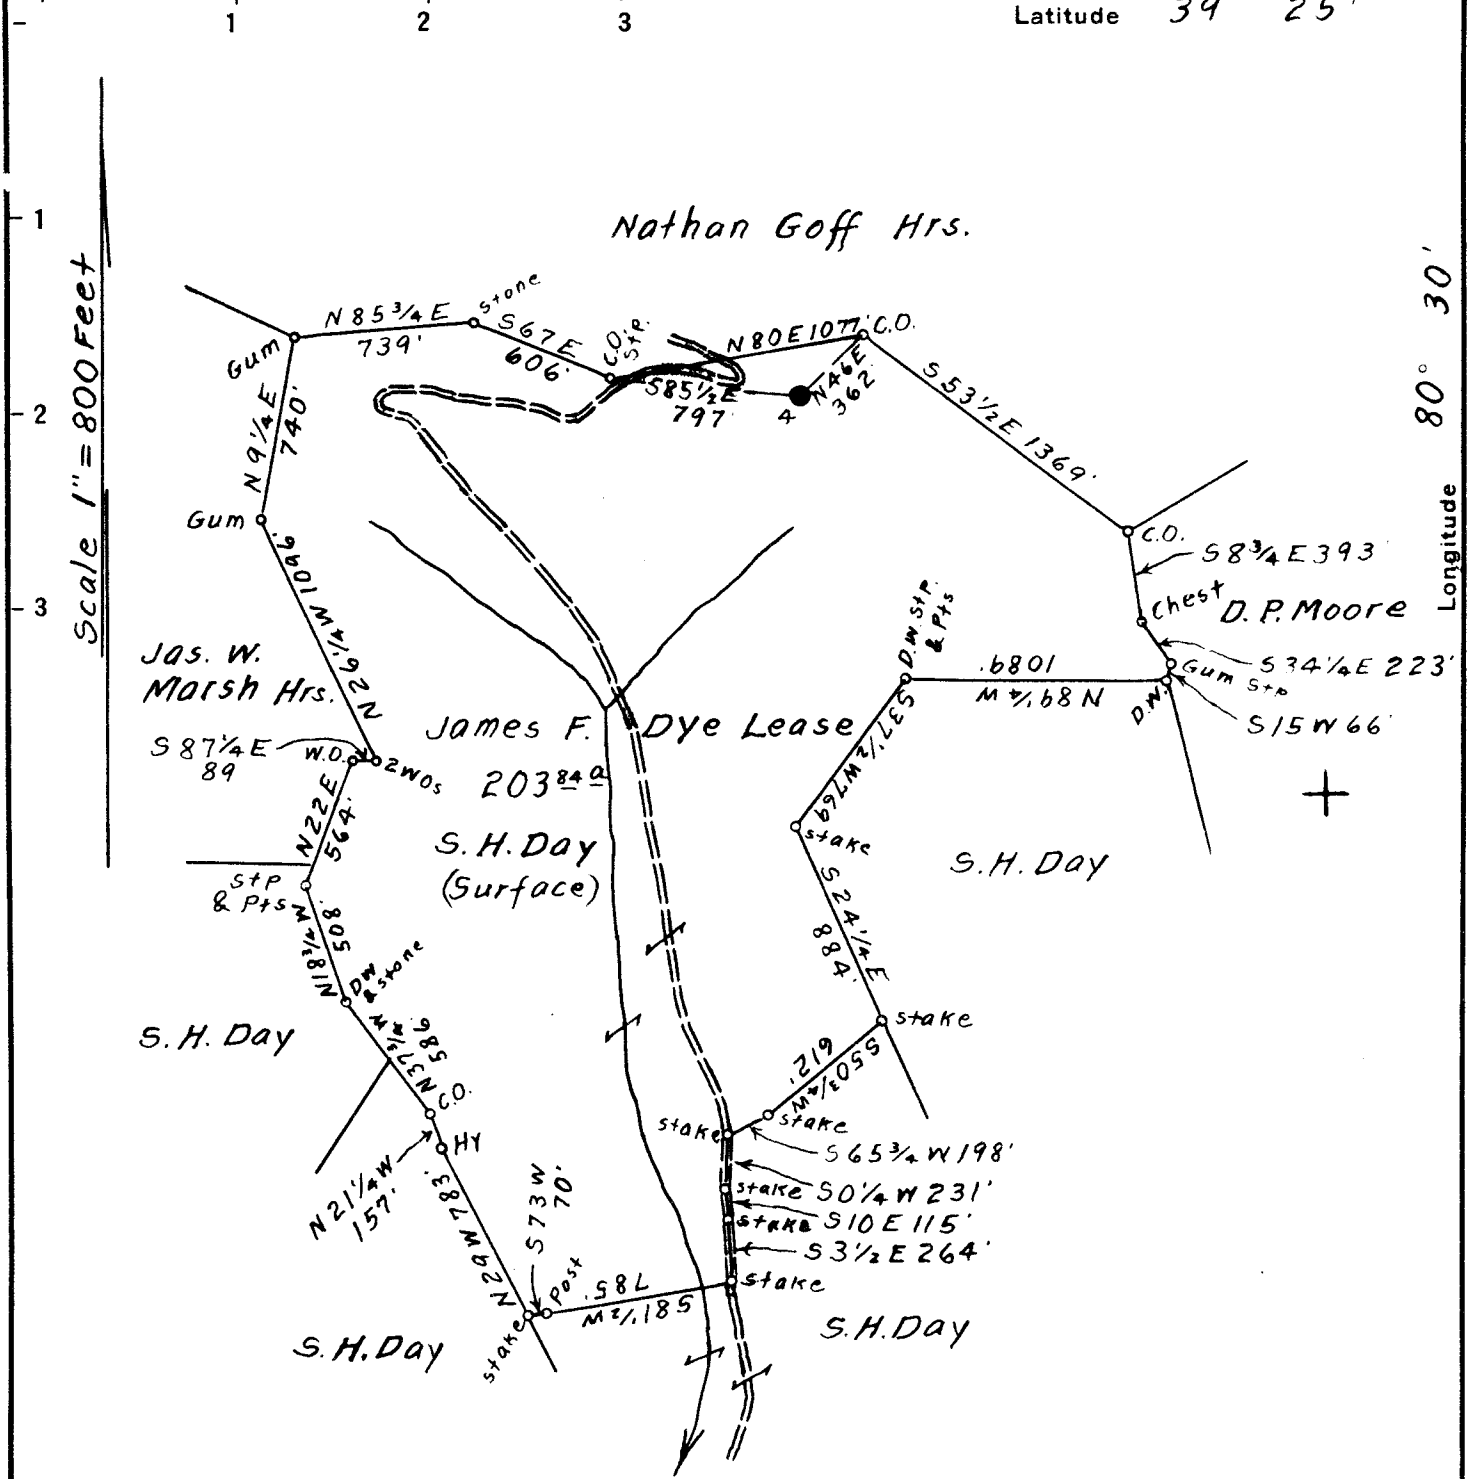 1 2 3
Latitude 39 25'
1
2
3
Scale 1" = 800 Feet
80° 30'
Longitude
Nathan Goff Hrs.
Gum
N 85 3/4 E
739'
stone
S 67 E
606'
C.O. Stp.
N 80 E 1077'
C.O.
S 85 1/2 E
797'
4
N 46 E
362
S 53 1/2 E 1369'
N 9 1/4 E
740'
Gum
N 26 1/4 W 1096'
C.O.
S 8 3/4 E 393'
Chest
D. P. Moore
S 34 1/4 E 223'
Gum Stp
D.W.
S 15 W 66'
D.W. Stp.
& Pts
1089'
N 89 1/4 W
Jas. W.
Marsh Hrs.
S 87 1/4 E
89
W.O.
2 WOs
James F. Dye Lease
203 84 a
S. H. Day
(Surface)
S 37 1/2 W 769
stake
S. H. Day
N 22 E
564'
Stp
& Pts
N 18 3/4 W
508'
DW
& stone
S 24 1/4 E
884'
stake
S. H. Day
N 37 3/4 W
586
C.O.
HY
N 21 1/4 W
157'
612'
S 50 3/4 W
stake
stake
S 65 3/4 W 198'
stake
S 0 1/4 W 231'
stake
S 10 E 115'
S 3 1/2 E 264'
stake
N 29 W 783'
S 73 W
70'
Post
785'
S 81 1/2 W
stake
S. H. Day
S. H. Day